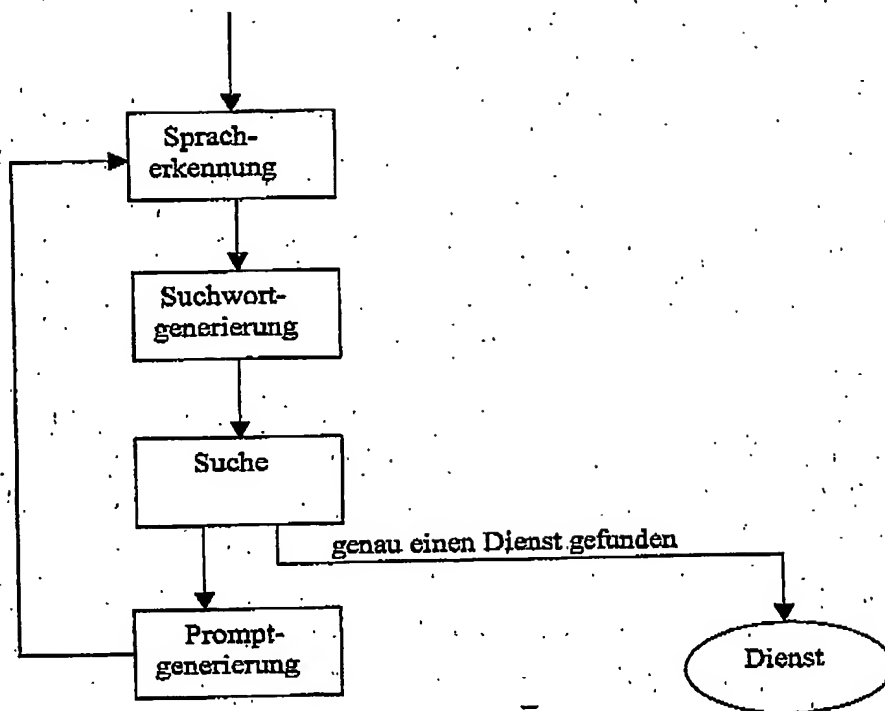 Sprach-
erkennung
Suchwort-
generierung
Suche
genau einen Dienst gefunden
Prompt-
generierung
Dienst